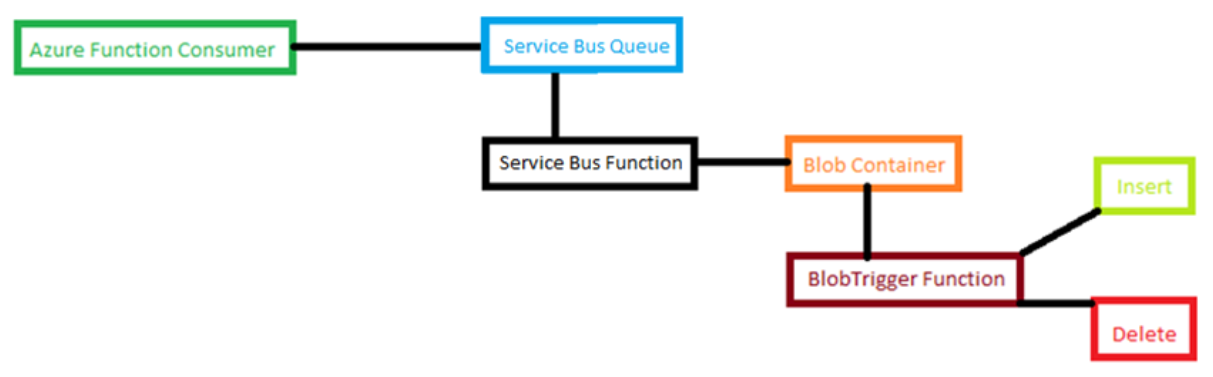 Azure Function Consumer
Service Bus Queue
Service Bus Function
Blob Container
Insert
BlobTrigger Function
Delete